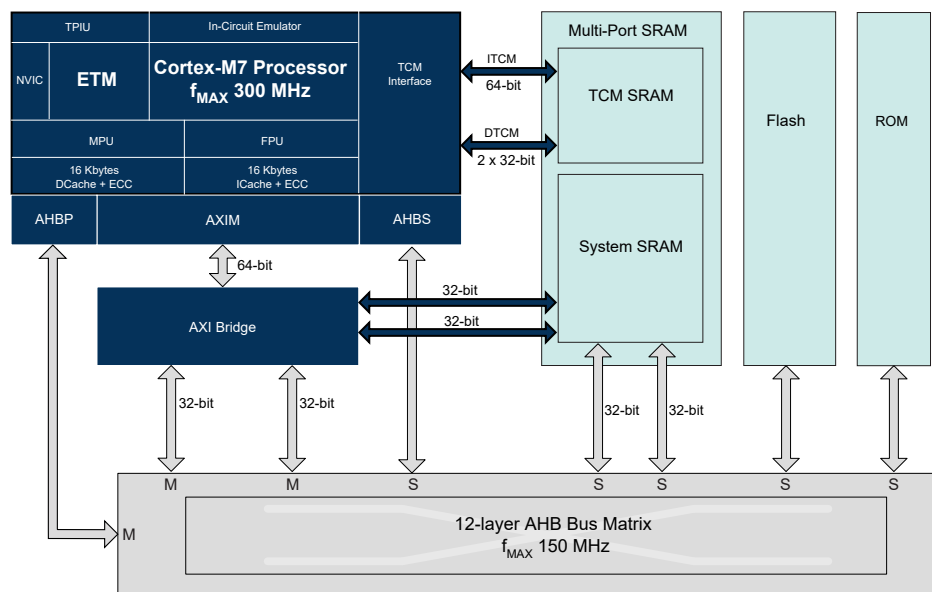 TPIU
In-Circuit Emulator
Multi-Port SRAM
NVIC
ETM
Cortex-M7 Processor
fMAX 300 MHz
TCM
Interface
ITCM
64-bit
TCM SRAM
Flash
ROM
MPU
FPU
DTCM
2 x 32-bit
16 Kbytes
DCache + ECC
16 Kbytes
ICache + ECC
AHBP
AXIM
AHBS
System SRAM
64-bit
AXI Bridge
32-bit
32-bit
32-bit
32-bit
32-bit
32-bit
M
M
S
S
S
S
S
M
12-layer AHB Bus Matrix
fMAX 150 MHz